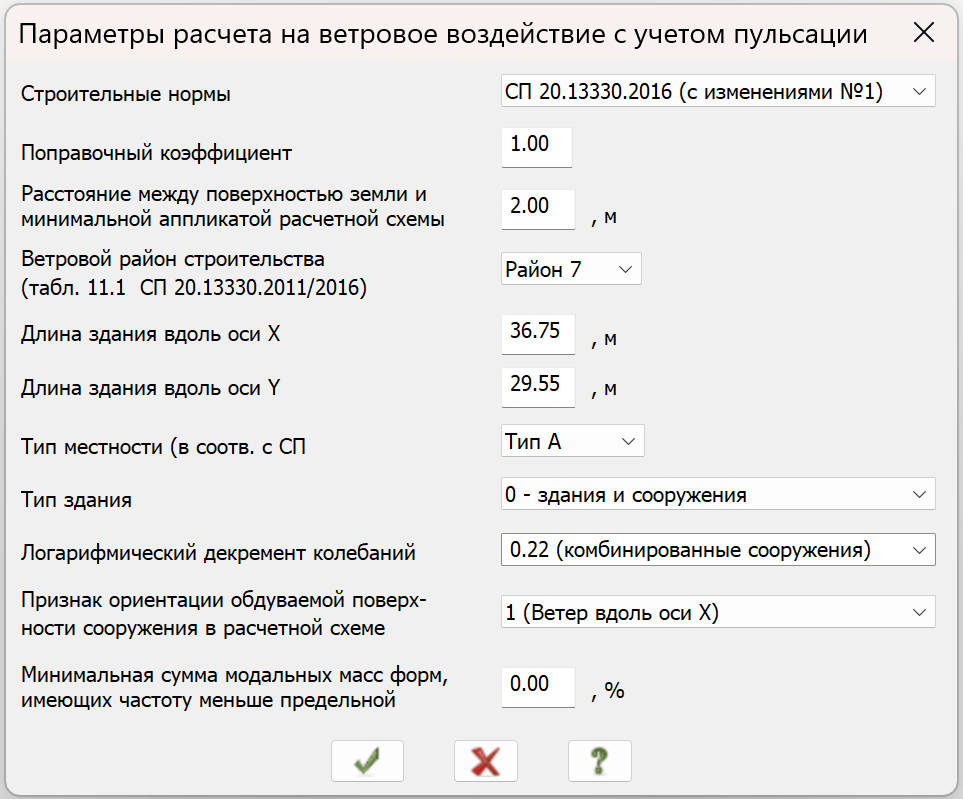 Параметры расчета на ветровое воздействие с учетом пульсации
Строительные нормы
СП 20.13330.2016 (с изменениями №1)
Поправочный коэффициент
1.00
Расстояние между поверхностью земли и
минимальной аппликатой расчетной схемы
2.00 , м
Ветровой район строительства
(табл. 11.1 СП 20.13330.2011/2016)
Район 7
Длина здания вдоль оси X
36.75 , м
Длина здания вдоль оси Y
29.55 , м
Тип местности (в соотв. с СП
Тип А
Тип здания
0 - здания и сооружения
Логарифмический декремент колебаний
0.22 (комбинированные сооружения)
Признак ориентации обдуваемой поверх-
ности сооружения в расчетной схеме
1 (Ветер вдоль оси X)
Минимальная сумма модальных масс форм,
имеющих частоту меньше предельной
0.00 , %
?